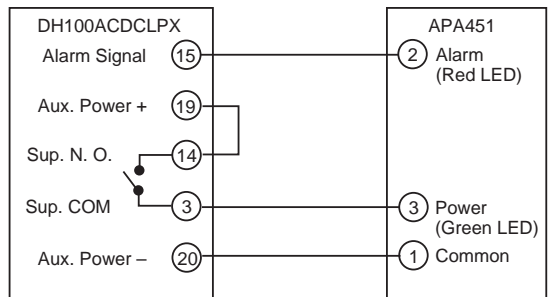 DH100ACDCLPX
Alarm Signal 15
Aux. Power + 19
Sup. N. O. 14
Sup. COM 3
Aux. Power – 20
APA451
2 Alarm
(Red LED)
3 Power
(Green LED)
1 Common